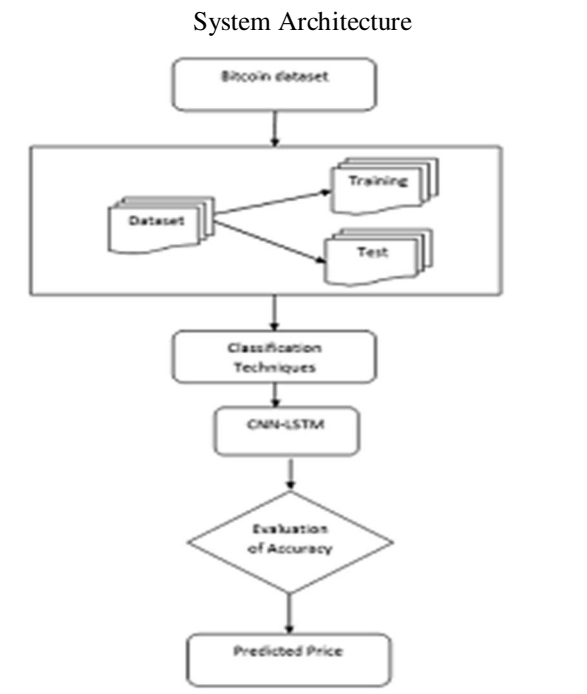 System Architecture
Bitcoin dataset
Training
Dataset
Test
Classification
Techniques
CNN-LSTM
Evaluation
of Accuracy
Predicted Price